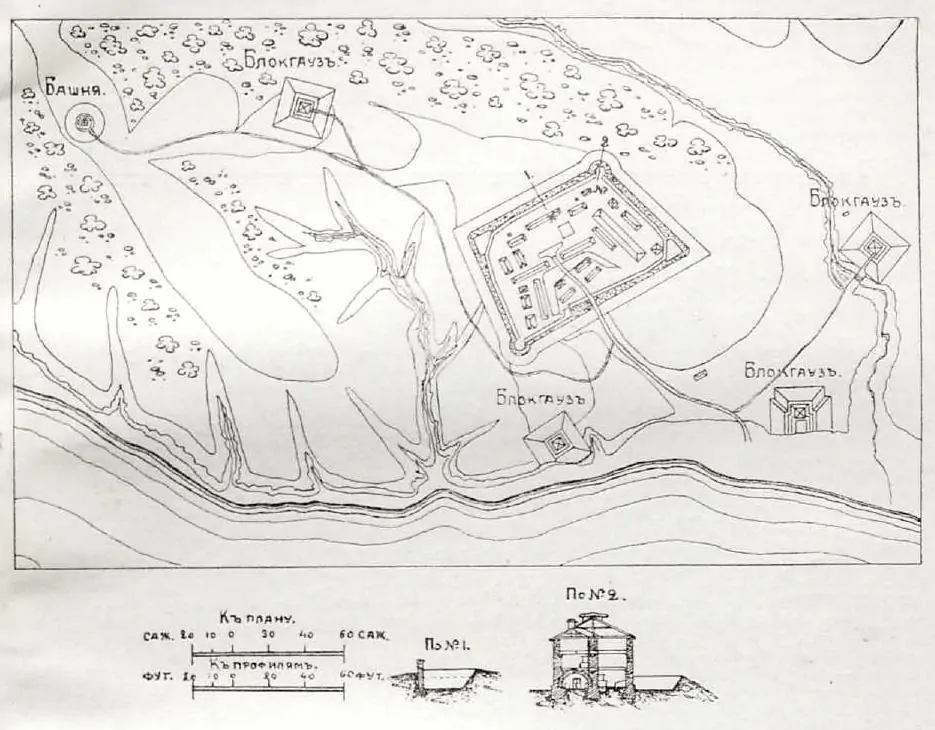 Блокгаузъ.
Башня.
1
2
Блокгаузъ.
Блокгаузъ.
Блокгаузъ
По №2.
Къ плану.
саж. 20 10 0 30 40 60 саж.
По №1.
Къ профилямъ.
фут. 20 10 0 20 40 60 фут.